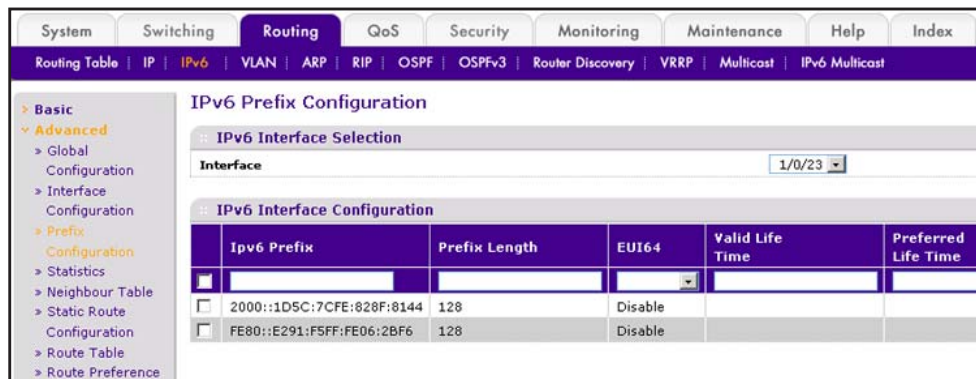 System Switching Routing QoS Security Monitoring Maintenance Help Index
Routing Table | IP | IPv6 | VLAN | ARP | RIP | OSPF | OSPFv3 | Router Discovery | VRRP | Multicast | IPv6 Multicast
Basic
Advanced
» Global
Configuration
» Interface
Configuration
» Prefix
Configuration
» Statistics
» Neighbour Table
» Static Route
Configuration
» Route Table
» Route Preference
IPv6 Prefix Configuration
IPv6 Interface Selection
Interface 1/0/23
IPv6 Interface Configuration
Ipv6 Prefix Prefix Length EUI64 Valid Life Time Preferred Life Time
2000::1D5C:7CFE:828F:8144 128 Disable
FE80::E291:F5FF:FE06:2BF6 128 Disable